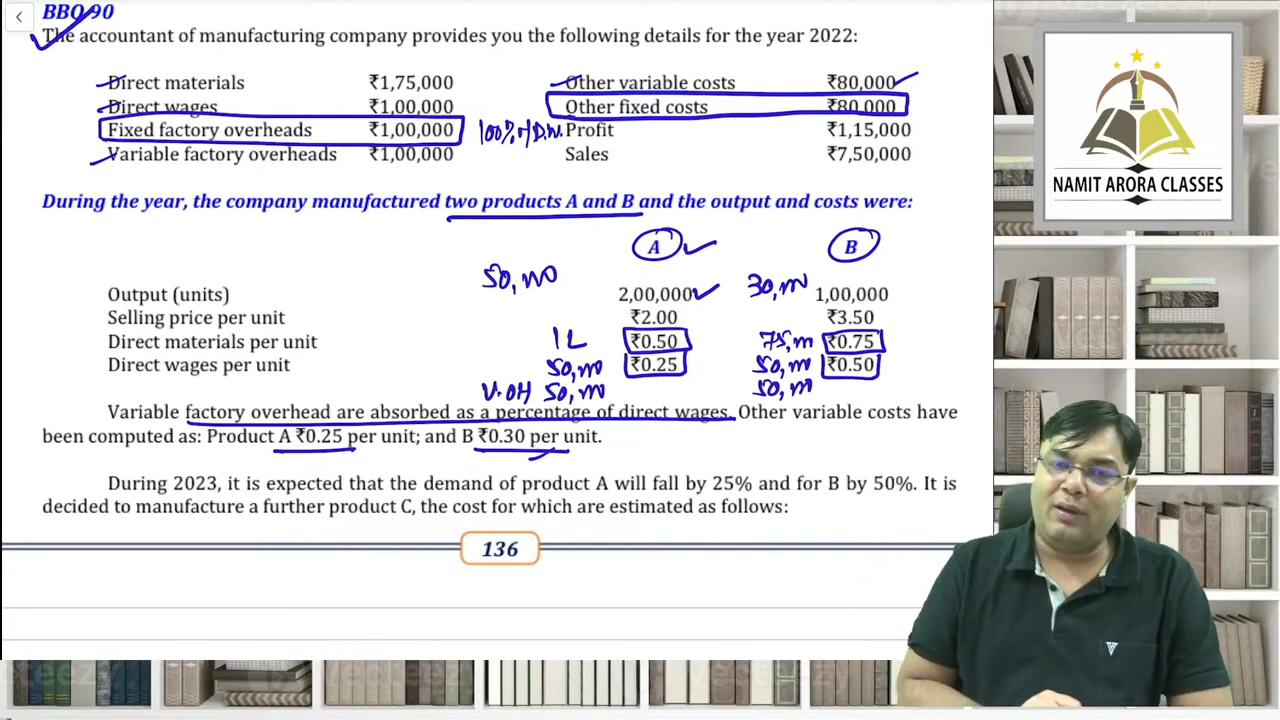 BBQ 90
The accountant of manufacturing company provides you the following details for the year 2022:
Direct materials ₹1,75,000 Other variable costs ₹80,000
Direct wages ₹1,00,000 Other fixed costs ₹80,000
Fixed factory overheads ₹1,00,000 100% of D.W. Profit ₹1,15,000
Variable factory overheads ₹1,00,000 Sales ₹7,50,000
NAMIT ARORA CLASSES
During the year, the company manufactured two products A and B and the output and costs were:
A B
50,000 30,000
Output (units) 2,00,000 1,00,000
Selling price per unit ₹2.00 ₹3.50
Direct materials per unit 1L ₹0.50 75,000 ₹0.75
Direct wages per unit 50,000 ₹0.25 50,000 ₹0.50
V.OH 50,000 50,000
Variable factory overhead are absorbed as a percentage of direct wages. Other variable costs have
been computed as: Product A ₹0.25 per unit; and B ₹0.30 per unit.
During 2023, it is expected that the demand of product A will fall by 25% and for B by 50%. It is
decided to manufacture a further product C, the cost for which are estimated as follows:
136